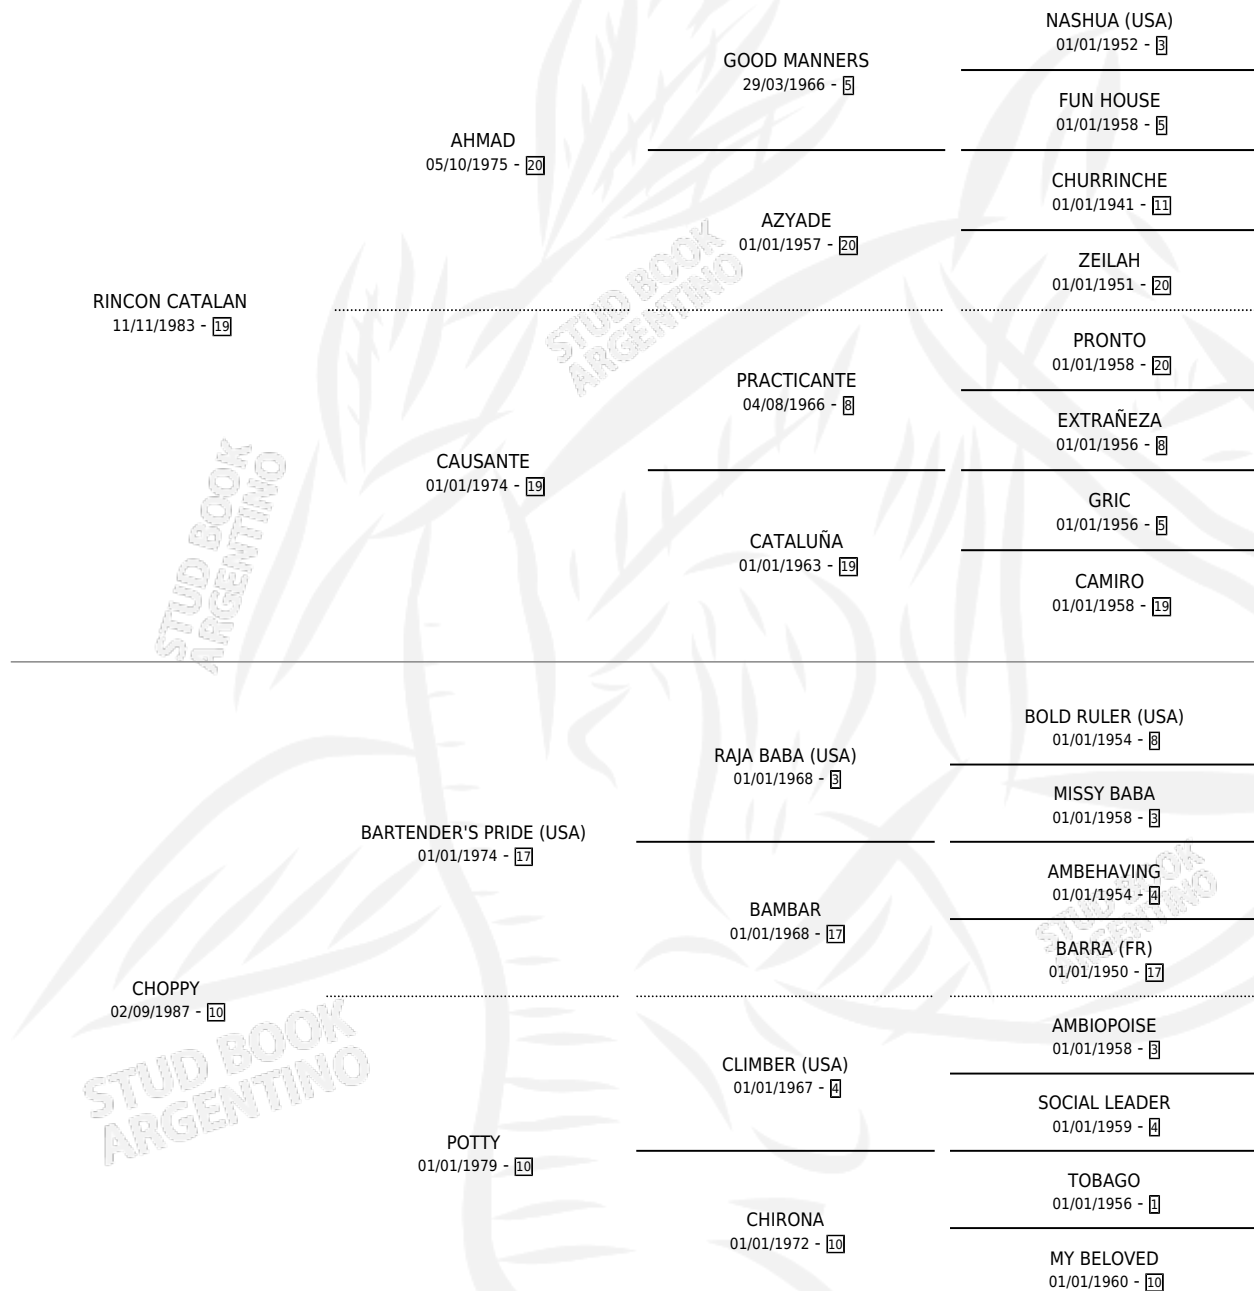 NASHUA (USA)
01/01/1952 - 3
GOOD MANNERS
29/03/1966 - 5
FUN HOUSE
01/01/1958 - 5
AHMAD
05/10/1975 - 20
CHURRINCHE
01/01/1941 - 11
AZYADE
01/01/1957 - 20
ZEILAH
01/01/1951 - 20
RINCON CATALAN
11/11/1983 - 19
STUD BOOK
ARGENTINO
PRONTO
01/01/1958 - 20
PRACTICANTE
04/08/1966 - 8
EXTRAÑEZA
01/01/1956 - 8
CAUSANTE
01/01/1974 - 19
GRIC
01/01/1956 - 5
CATALUÑA
01/01/1963 - 19
CAMIRO
01/01/1958 - 19
STUD BOOK
ARGENTINO
BOLD RULER (USA)
01/01/1954 - 8
RAJA BABA (USA)
01/01/1968 - 3
MISSY BABA
01/01/1958 - 3
BARTENDER'S PRIDE (USA)
01/01/1974 - 17
AMBEHAVING
01/01/1954 - 4
BAMBAR
01/01/1968 - 17
BARRA (FR)
01/01/1950 - 17
STUD BOOK
ARGENTINO
CHOPPY
02/09/1987 - 10
STUD BOOK
ARGENTINO
AMBIOPOISE
01/01/1958 - 3
CLIMBER (USA)
01/01/1967 - 4
SOCIAL LEADER
01/01/1959 - 4
POTTY
01/01/1979 - 10
TOBAGO
01/01/1956 - 1
CHIRONA
01/01/1972 - 10
MY BELOVED
01/01/1960 - 10